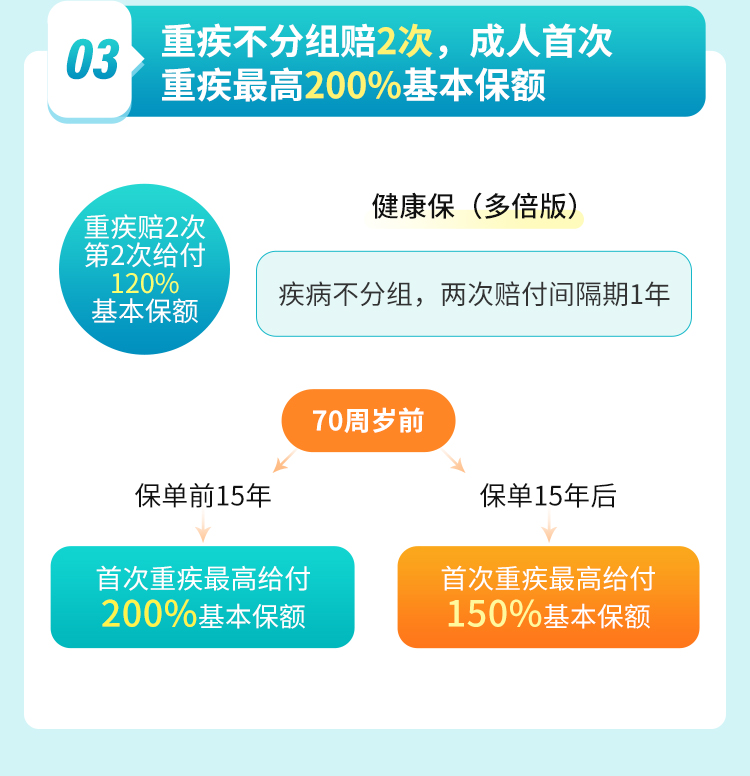 03
重疾不分组赔2次，成人首次
重疾最高200%基本保额
重疾赔2次
第2次给付
120%
基本保额
健康保（多倍版）
疾病不分组，两次赔付间隔期1年
70周岁前
保单前15年
保单15年后
首次重疾最高给付
200%基本保额
首次重疾最高给付
150%基本保额